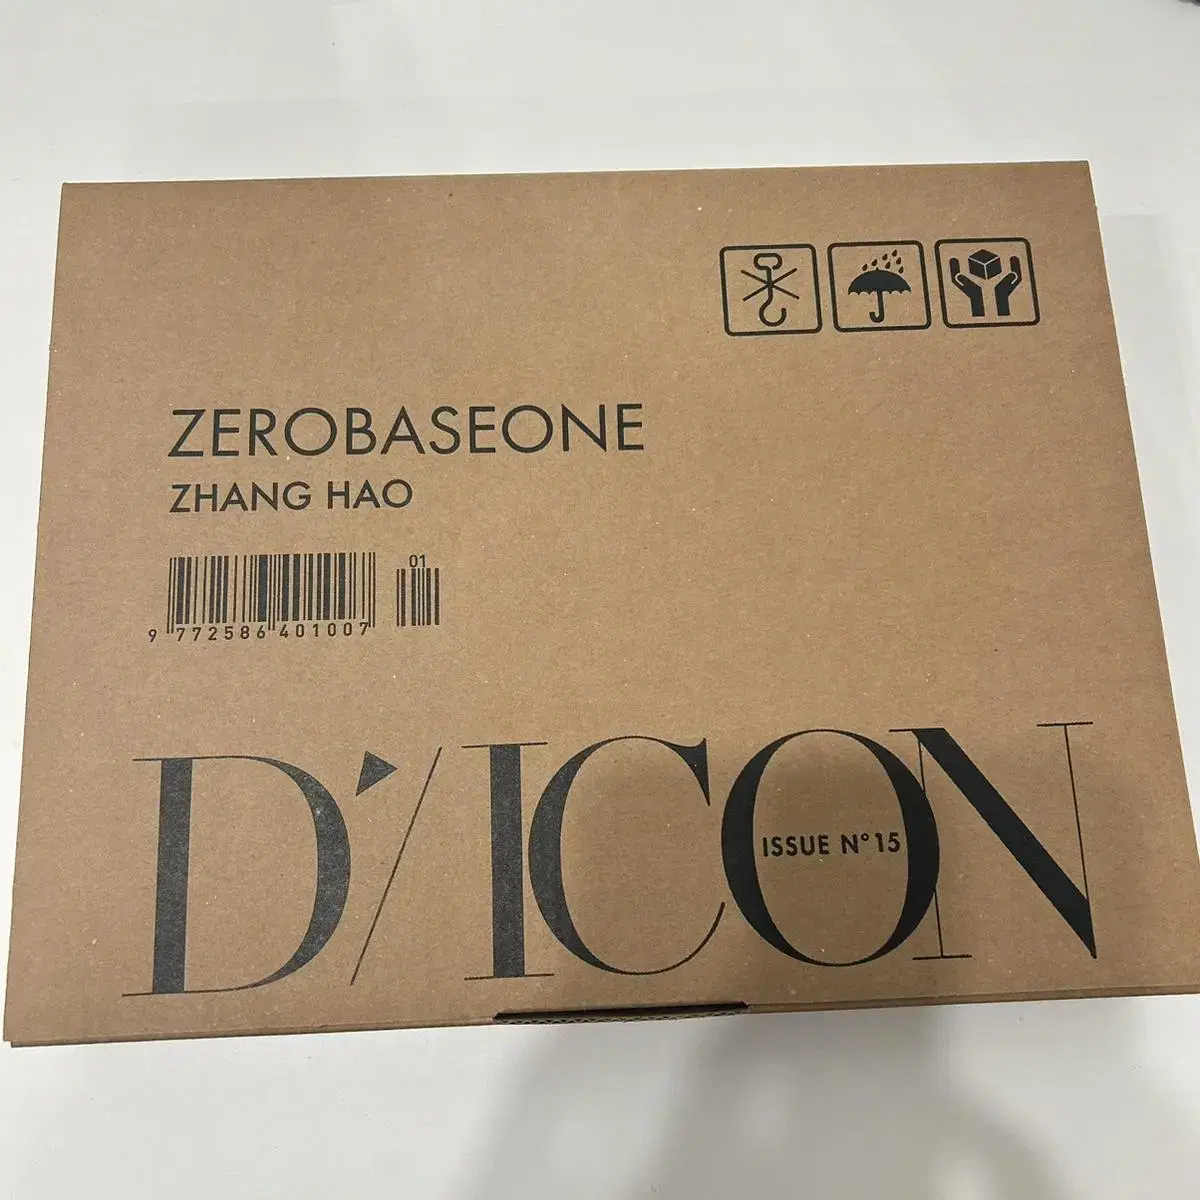 ZEROBASEONE
ZHANG HAO
01
9 772586 401007
D'/ICON
ISSUE N° 15